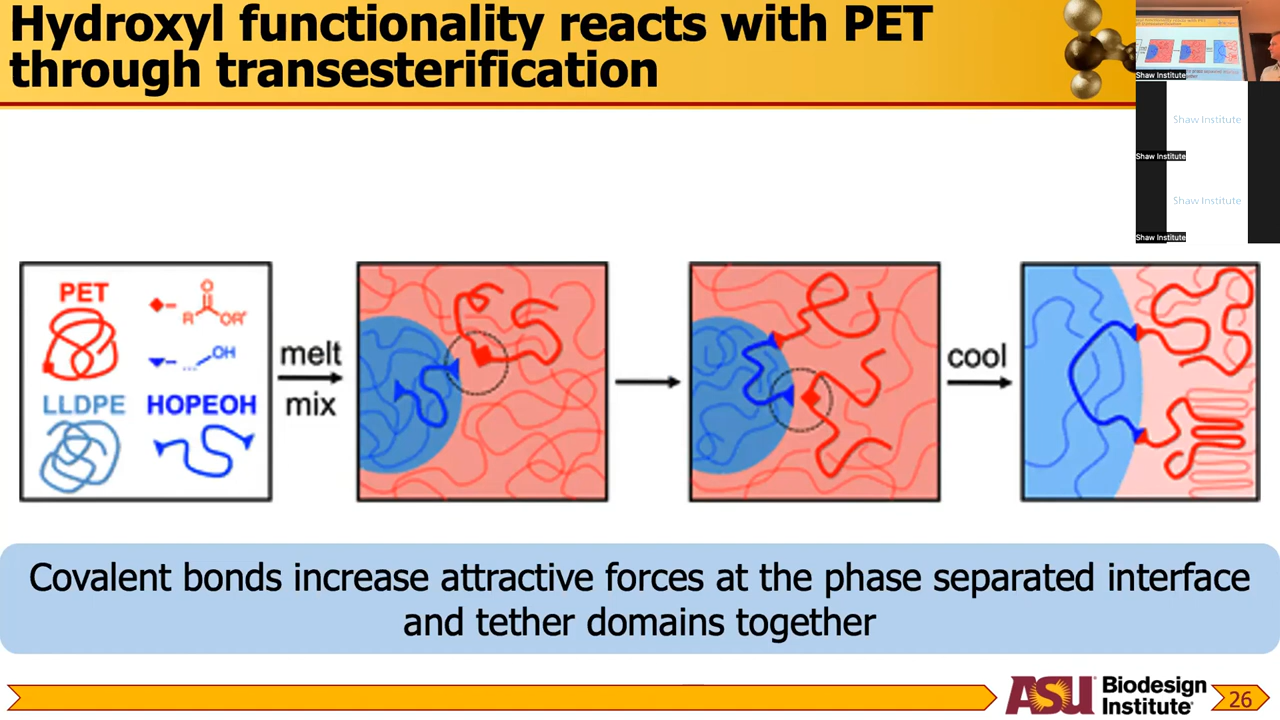 Hydroxyl functionality reacts with PET
through transesterification
Shaw Institute
Shaw Institute
Shaw Institute
Shaw Institute
Shaw Institute
PET
O
R
OR'
OH
LLDPE
HOPEOH
melt
mix
cool
Covalent bonds increase attractive forces at the phase separated interface
and tether domains together
ASU Biodesign
Institute
26